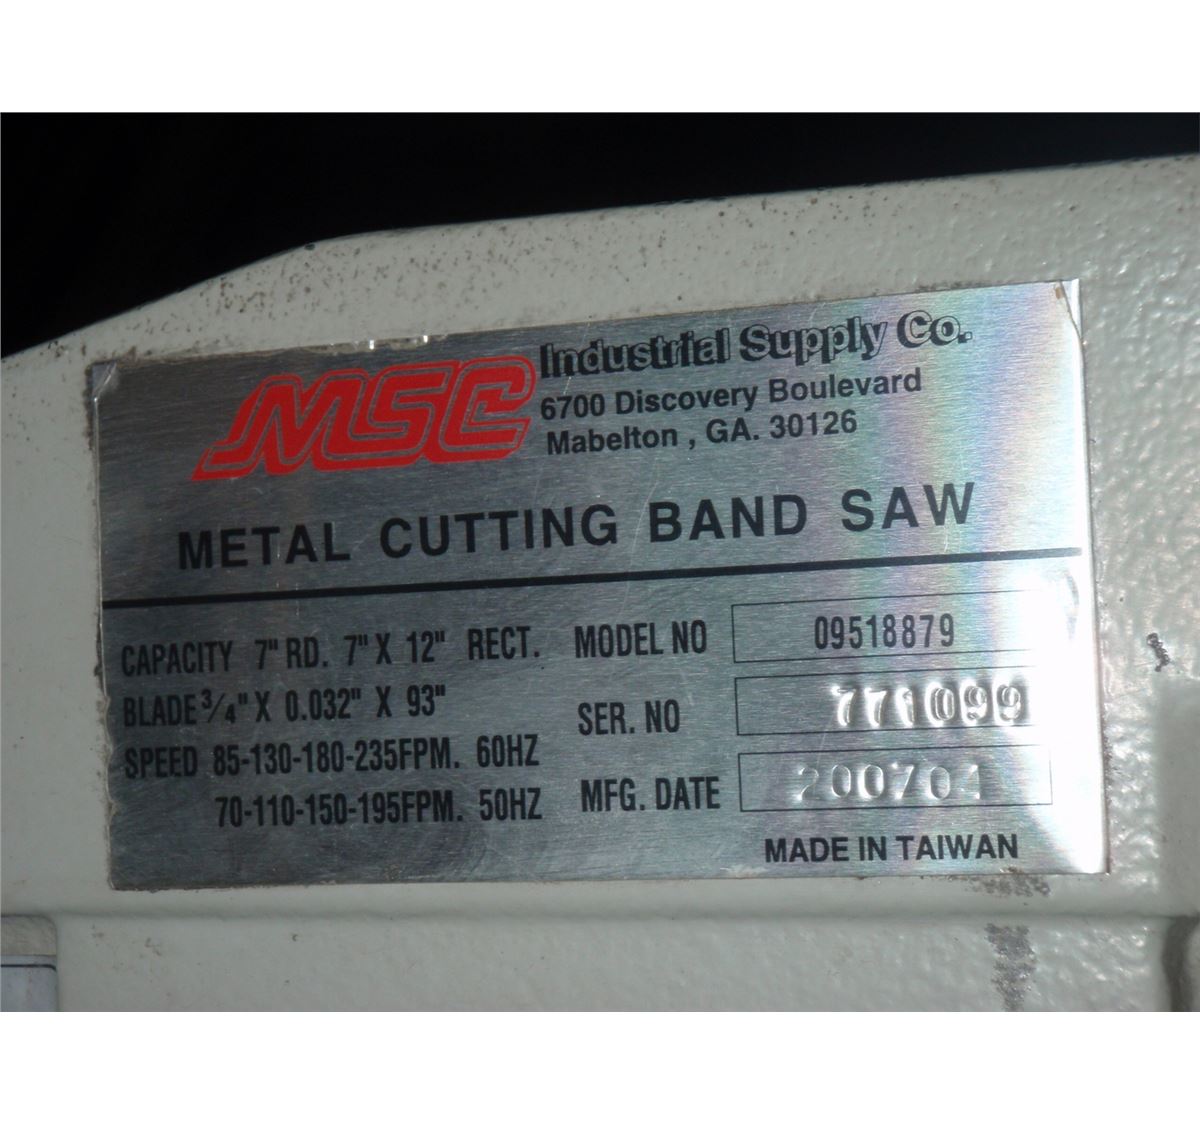 MSC Industrial Supply Co.
6700 Discovery Boulevard
Mabelton , GA. 30126
METAL CUTTING BAND SAW
CAPACITY 7" RD. 7" X 12" RECT.
BLADE 3/4" X 0.032" X 93"
SPEED 85-130-180-235FPM. 60HZ
70-110-150-195FPM. 50HZ
MODEL NO 09518879
SER. NO 771099
MFG. DATE 200704
MADE IN TAIWAN